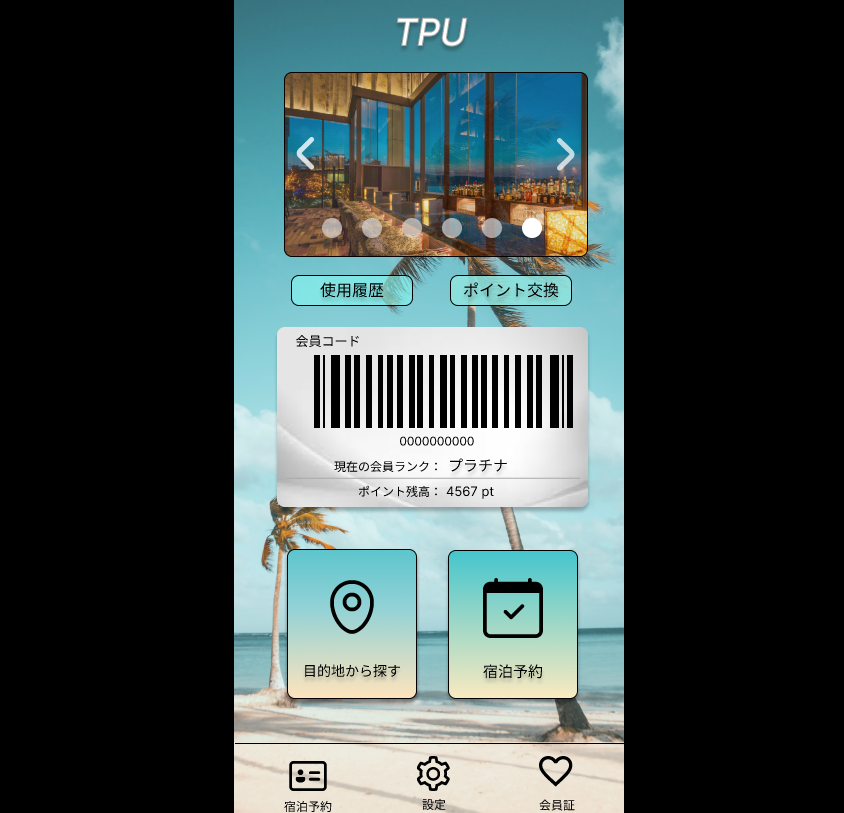 TPU
使用履歴
ポイント交換
会員コード
0000000000
現在の会員ランク： プラチナ
ポイント残高： 4567 pt
目的地から探す
宿泊予約
宿泊予約
設定
会員証